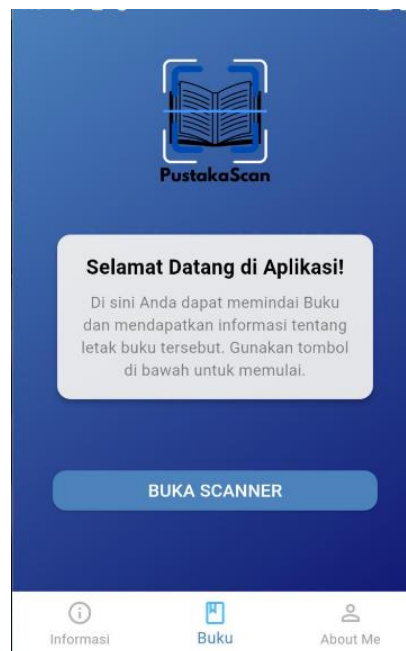 PustakaScan
Selamat Datang di Aplikasi!
Di sini Anda dapat memindai Buku
dan mendapatkan informasi tentang
letak buku tersebut. Gunakan tombol
di bawah untuk memulai.
BUKA SCANNER
Informasi
Buku
About Me